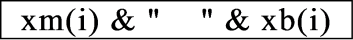 xm(i) & "   " & xb(i)